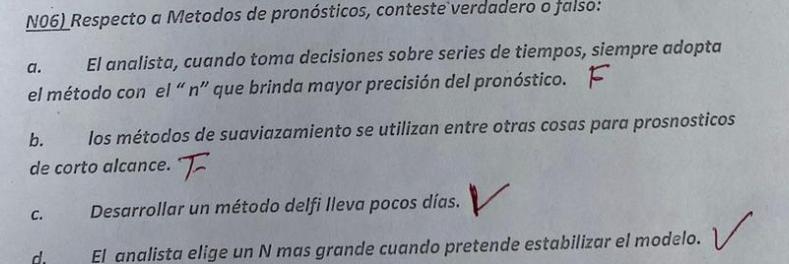 N06) Respecto a Metodos de pronósticos, conteste verdadero o falso:
a. El analista, cuando toma decisiones sobre series de tiempos, siempre adopta
el método con el "n" que brinda mayor precisión del pronóstico. F
b. los métodos de suaviazamiento se utilizan entre otras cosas para prosnosticos
de corto alcance. F
c. Desarrollar un método delfi lleva pocos días. V
d. El analista elige un N mas grande cuando pretende estabilizar el modelo. V